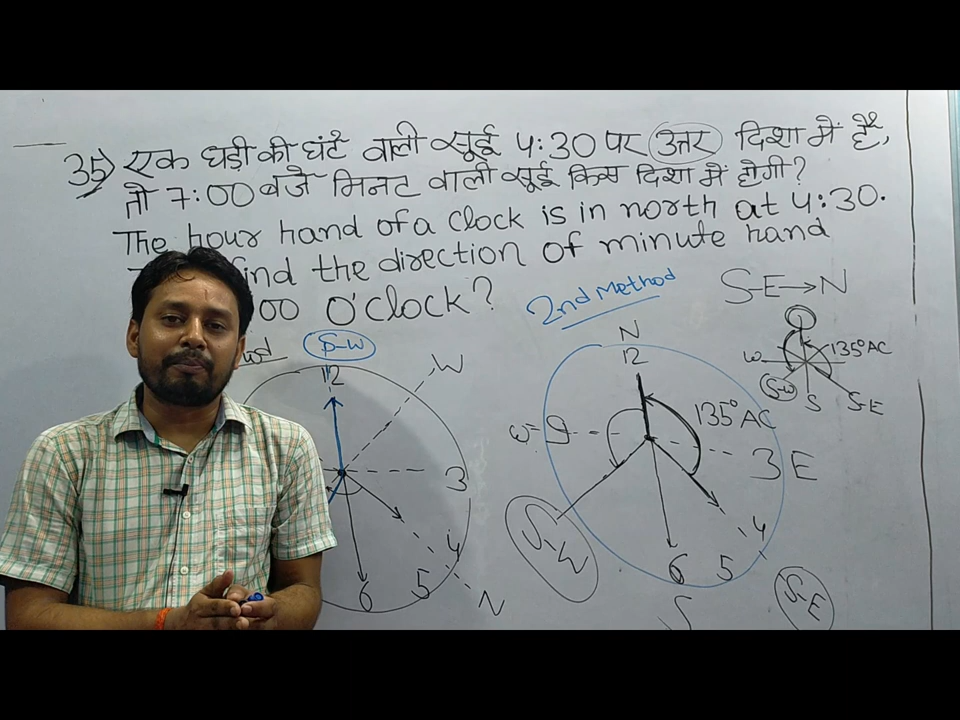 35) एक घड़ी की घंटे वाली सूई 4:30 पर उत्तर दिशा में है,
तो 7:00 बजे मिनट वाली सूई किस दिशा में होगी?
The hour hand of a clock is in north at 4:30.
find the direction of minute hand
00 O'clock?
2nd Method
S-E→N
S-W
12
W
3
4
5
6
N
N
12
135° AC
W-9
3 E
S-W
4
5
6
S
S-E
W
135° AC
S-W
S
S-E